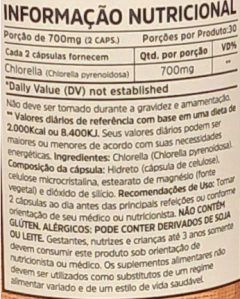 INFORMAÇÃO NUTRICIONAL
Porção de 700mg (2 CAPS.) Porções do Produto:30
Cada 2 cápsulas fornecem Qtd. por porção VD%
Chlorella (Chlorella pyrenoidosa) 700mg **
*Daily Value (DV) not established
Não deve ser tomado durante a gravidez e amamentação.
** Valores diários de referência com base em uma dieta de
2.000Kcal ou 8.400KJ. Seus valores diários podem ser
maiores ou menores de acordo com suas necessidades
energéticas. Ingredientes: Chlorella (Chlorella pyrenoidosa).
Composição da cápsula: Hidreto (cápsula de celulose),
celulose microcristalina, estearato de magnésio (fonte
vegetal) e dióxido de silício. Recomendações de Uso: Tomar
2 cápsulas ao dia antes das principais refeições ou conforme
orientação de seu médico ou nutricionista. NÃO CONTÉM
GLÚTEN. ALÉRGICOS: PODE CONTER DERIVADOS DE SOJA
OU LEITE. Gestantes, nutrizes e crianças até 3 anos somente
devem consumir este produto sob orientação de
nutricionista ou médico. Os suplementos alimentares não
devem ser utilizados como substitutos de um regime
alimentar variado e de um estilo de vida saudável.